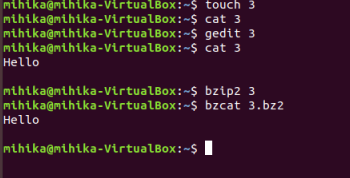 mihika@mihika-VirtualBox:~$ touch 3
mihika@mihika-VirtualBox:~$ cat 3
mihika@mihika-VirtualBox:~$ gedit 3
mihika@mihika-VirtualBox:~$ cat 3
Hello
mihika@mihika-VirtualBox:~$ bzip2 3
mihika@mihika-VirtualBox:~$ bzcat 3.bz2
Hello
mihika@mihika-VirtualBox:~$